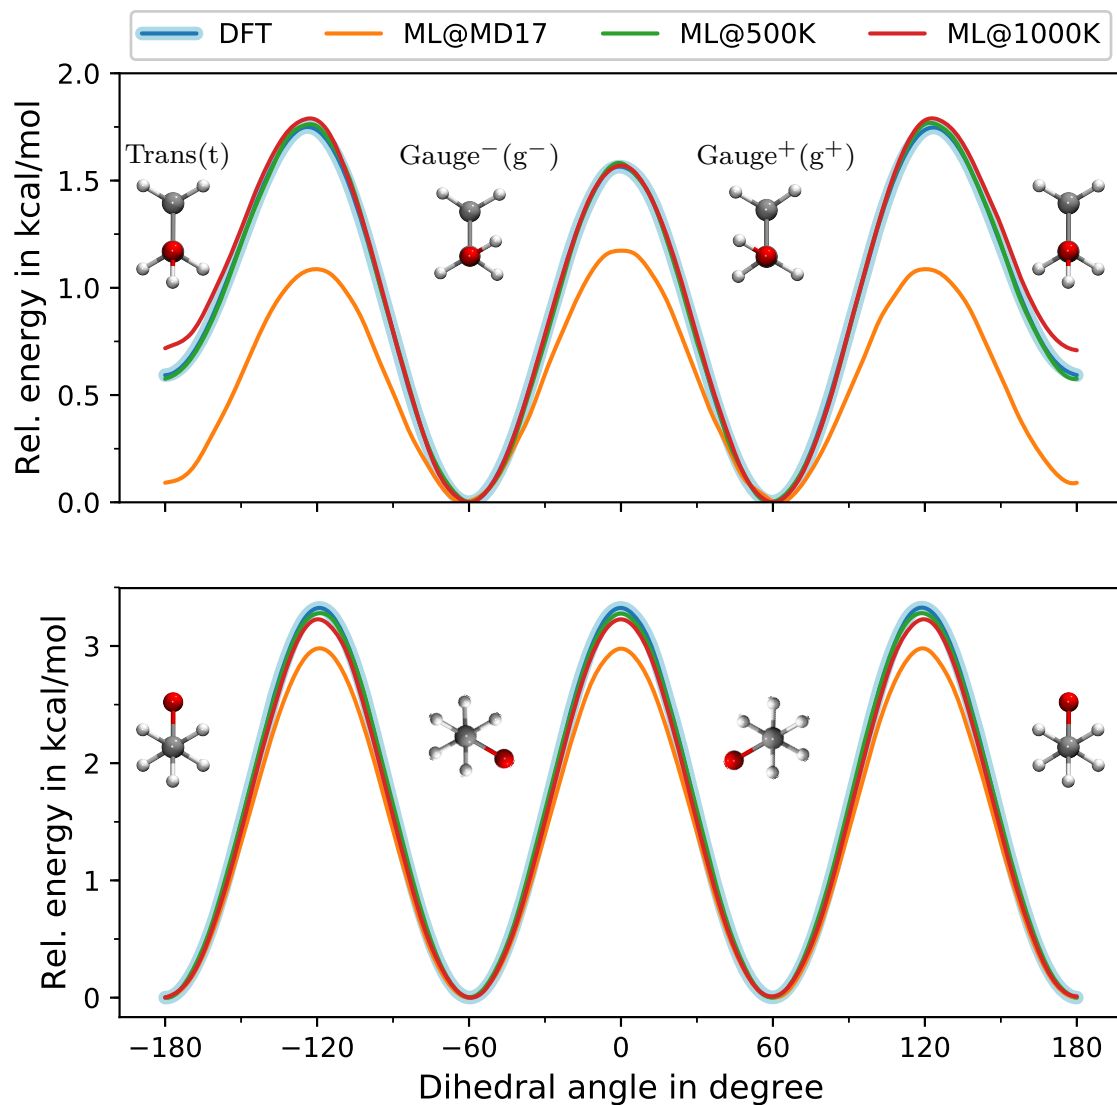 DFT ML@MD17 ML@500K ML@1000K
2.0
Trans(t) Gauge⁻(g⁻) Gauge⁺(g⁺)
1.5
1.0
0.5
0.0
Rel. energy in kcal/mol
3
2
1
0
Rel. energy in kcal/mol
−180 −120 −60 0 60 120 180
Dihedral angle in degree